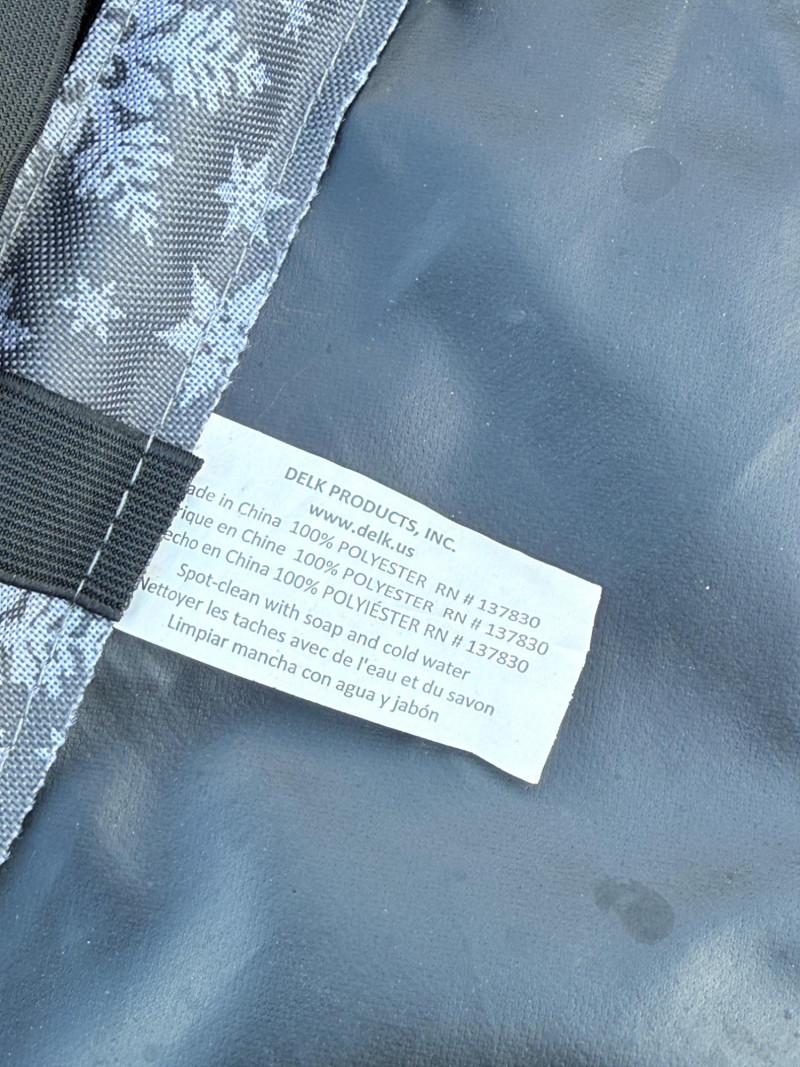 DELK PRODUCTS, INC.
www.delk.us
ade in China 100% POLYESTER RN # 137830
rique en Chine 100% POLYESTER RN # 137830
echo en China 100% POLYIÉSTER RN # 137830
Spot-clean with soap and cold water
Nettoyer les taches avec de l'eau et du savon
Limpiar mancha con agua y jabón